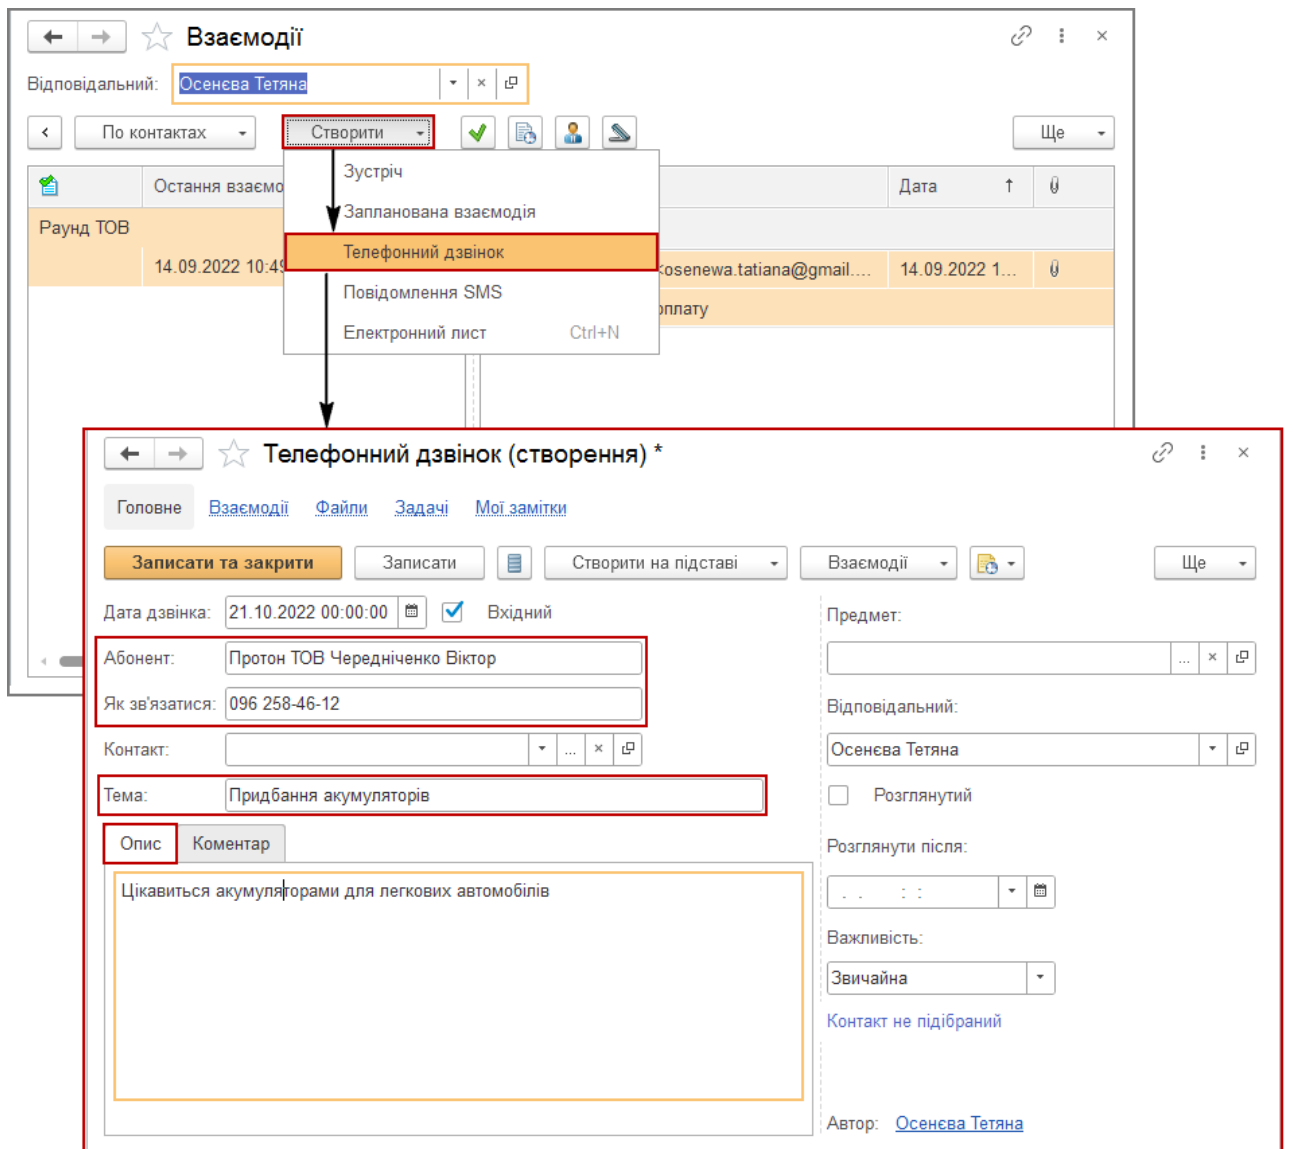 Взаємодії
Відповідальний: Осенєва Тетяна
По контактах Створити Ще
Зустріч
Запланована взаємодія
Телефонний дзвінок
Повідомлення SMS
Електронний лист Ctrl+N
Остання взаємо Дата ↑
Раунд ТОВ
14.09.2022 10:49 <osenewa.tatiana@gmail.... 14.09.2022 1...
оплату
Телефонний дзвінок (створення) *
Головне Взаємодії Файли Задачі Мої замітки
Записати та закрити Записати Створити на підставі Взаємодії Ще
Дата дзвінка: 21.10.2022 00:00:00 Вхідний
Предмет:
Абонент: Протон ТОВ Чередніченко Віктор
Як зв'язатися: 096 258-46-12
Відповідальний:
Контакт:
Осенєва Тетяна
Тема: Придбання акумуляторів
Розглянутий
Опис Коментар
Розглянути після:
Цікавиться акумуляторами для легкових автомобілів
. . : :
Важливість:
Звичайна
Контакт не підібраний
Автор: Осенєва Тетяна